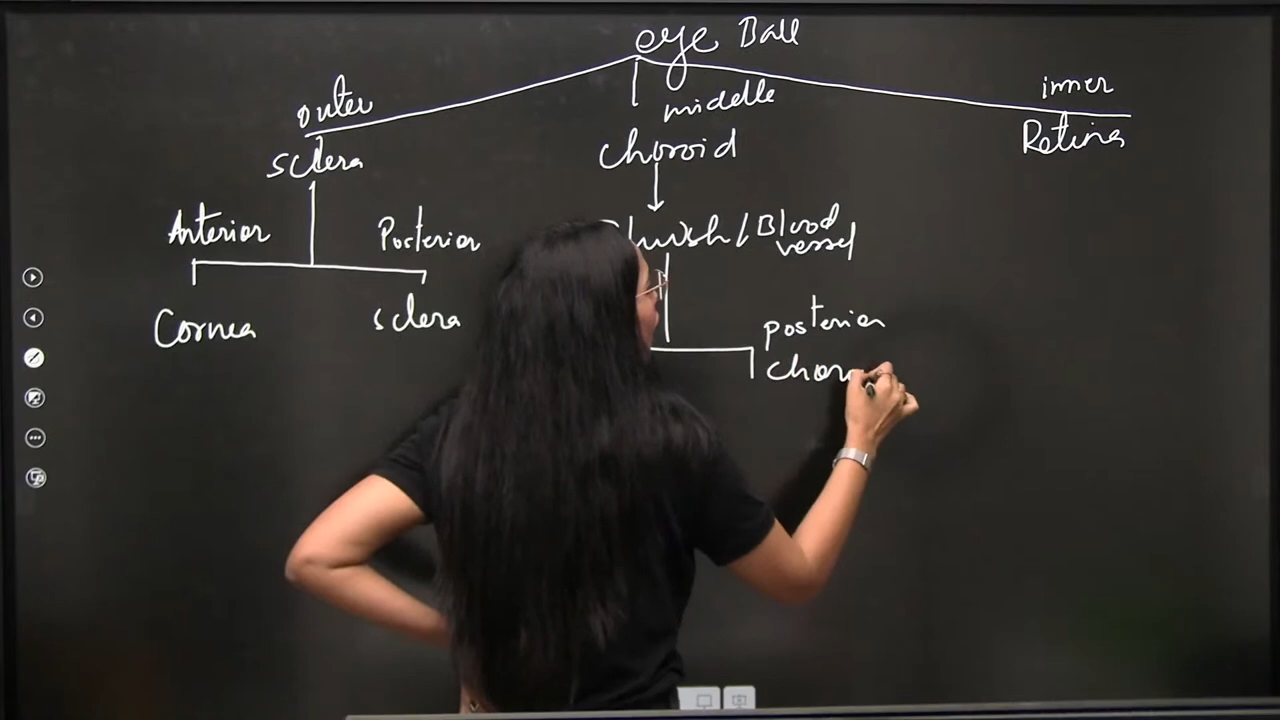 eye Ball
outer
middle
inner
sclera
choroid
Retina
Anterior
Posterior
Blood
vessel
Cornea
sclera
posterior